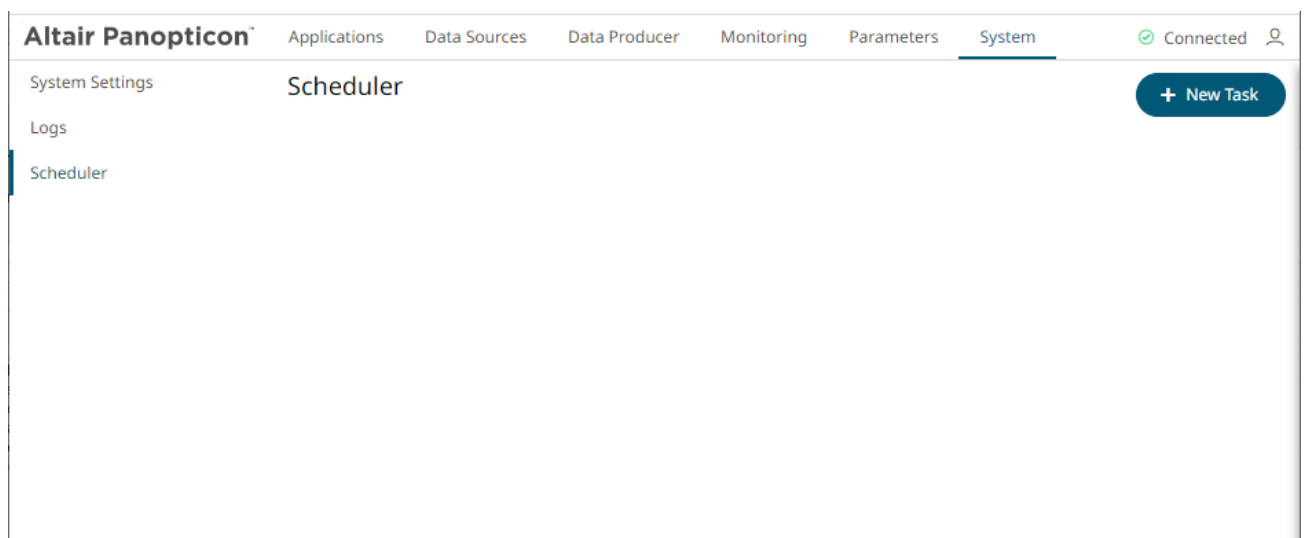 Altair Panopticon™ Applications Data Sources Data Producer Monitoring Parameters System Connected
System Settings
Logs
Scheduler
Scheduler
+ New Task